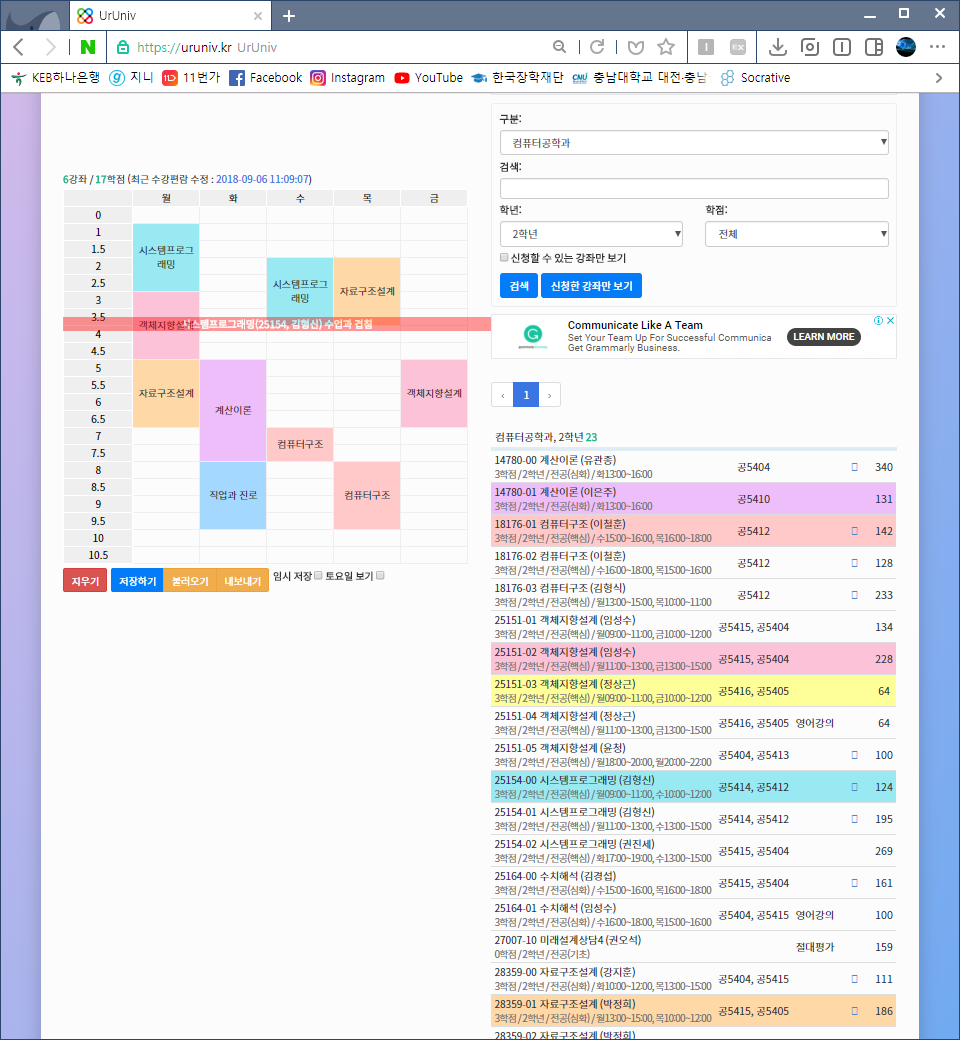 UrUniv
https://uruniv.kr UrUniv
KEB하나은행
지니
11번가
Facebook
Instagram
YouTube
한국장학재단
충남대학교 대전·충남
Socrative
6강좌 / 17학점 (최근 수강편람 수정 : 2018-09-06 11:09:07)
월 화 수 목 금
0
1
1.5
2
2.5
3
3.5
4
4.5
5
5.5
6
6.5
7
7.5
8
8.5
9
9.5
10
10.5
시스템프로그
래밍
시스템프로그
래밍
자료구조설계
객체지향설계
시스템프로그래밍(25154, 김형신) 수업과 겹침
자료구조설계
계산이론
객체지향설계
컴퓨터구조
직업과 진로
컴퓨터구조
지우기
저장하기
불러오기
내보내기
임시 저장
토요일 보기
구분:
컴퓨터공학과
검색:
학년:
학점:
2학년
전체
신청할 수 있는 강좌만 보기
검색
신청한 강좌만 보기
Communicate Like A Team
Set Your Team Up For Successful Communica
Get Grammarly Business.
LEARN MORE
‹ 1 ›
컴퓨터공학과, 2학년 23
14780-00 계산이론 (유관종)
3학점 / 2학년 / 전공(심화) / 화13:00~16:00
공5404 340
14780-01 계산이론 (이은주)
3학점 / 2학년 / 전공(심화) / 화13:00~16:00
공5410 131
18176-01 컴퓨터구조 (이철훈)
3학점 / 2학년 / 전공(핵심) / 수15:00~16:00, 목16:00~18:00
공5412 142
18176-02 컴퓨터구조 (이철훈)
3학점 / 2학년 / 전공(핵심) / 수16:00~18:00, 목15:00~16:00
공5412 128
18176-03 컴퓨터구조 (김형식)
3학점 / 2학년 / 전공(핵심) / 월13:00~15:00, 목10:00~11:00
공5412 233
25151-01 객체지향설계 (임성수)
3학점 / 2학년 / 전공(핵심) / 월09:00~11:00, 금10:00~12:00
공5415, 공5404 134
25151-02 객체지향설계 (임성수)
3학점 / 2학년 / 전공(핵심) / 월11:00~13:00, 금13:00~15:00
공5415, 공5404 228
25151-03 객체지향설계 (정상근)
3학점 / 2학년 / 전공(핵심) / 월09:00~11:00, 금10:00~12:00
공5416, 공5405 64
25151-04 객체지향설계 (정상근)
3학점 / 2학년 / 전공(핵심) / 월11:00~13:00, 금13:00~15:00
공5416, 공5405 영어강의 64
25151-05 객체지향설계 (윤청)
3학점 / 2학년 / 전공(핵심) / 월18:00~20:00, 월20:00~22:00
공5404, 공5413 100
25154-00 시스템프로그래밍 (김형신)
3학점 / 2학년 / 전공(핵심) / 월09:00~11:00, 수10:00~12:00
공5414, 공5412 124
25154-01 시스템프로그래밍 (김형신)
3학점 / 2학년 / 전공(핵심) / 월11:00~13:00, 수13:00~15:00
공5414, 공5412 195
25154-02 시스템프로그래밍 (권진세)
3학점 / 2학년 / 전공(핵심) / 화17:00~19:00, 수13:00~15:00
공5415, 공5404 269
25164-00 수치해석 (김경섭)
3학점 / 2학년 / 전공(심화) / 수15:00~16:00, 목16:00~18:00
공5415, 공5404 161
25164-01 수치해석 (임성수)
3학점 / 2학년 / 전공(심화) / 수16:00~18:00, 목15:00~16:00
공5404, 공5415 영어강의 100
27007-10 미래설계상담4 (권오석)
0학점 / 2학년 / 전공(기초)
절대평가 159
28359-00 자료구조설계 (강지훈)
3학점 / 2학년 / 전공(심화) / 화10:00~12:00, 목13:00~15:00
공5404, 공5415 111
28359-01 자료구조설계 (박정희)
3학점 / 2학년 / 전공(심화) / 월13:00~15:00, 목10:00~12:00
공5415, 공5405 186
28359-02 자료구조설계 (박정희)